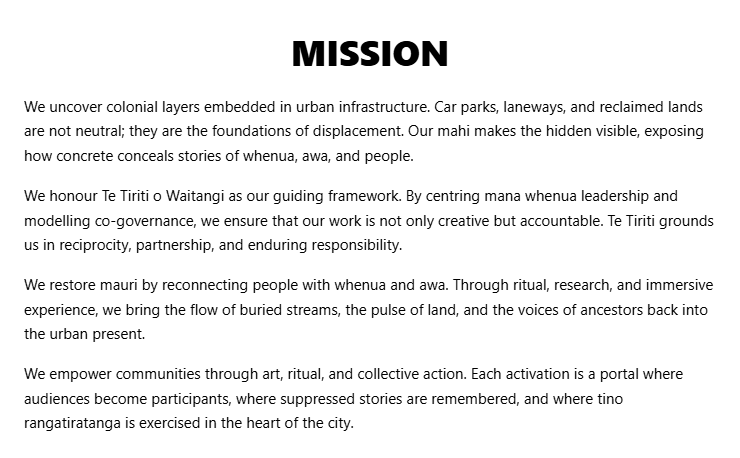 MISSION
We uncover colonial layers embedded in urban infrastructure. Car parks, laneways, and reclaimed lands
are not neutral; they are the foundations of displacement. Our mahi makes the hidden visible, exposing
how concrete conceals stories of whenua, awa, and people.
We honour Te Tiriti o Waitangi as our guiding framework. By centring mana whenua leadership and
modelling co-governance, we ensure that our work is not only creative but accountable. Te Tiriti grounds
us in reciprocity, partnership, and enduring responsibility.
We restore mauri by reconnecting people with whenua and awa. Through ritual, research, and immersive
experience, we bring the flow of buried streams, the pulse of land, and the voices of ancestors back into
the urban present.
We empower communities through art, ritual, and collective action. Each activation is a portal where
audiences become participants, where suppressed stories are remembered, and where tino
rangatiratanga is exercised in the heart of the city.